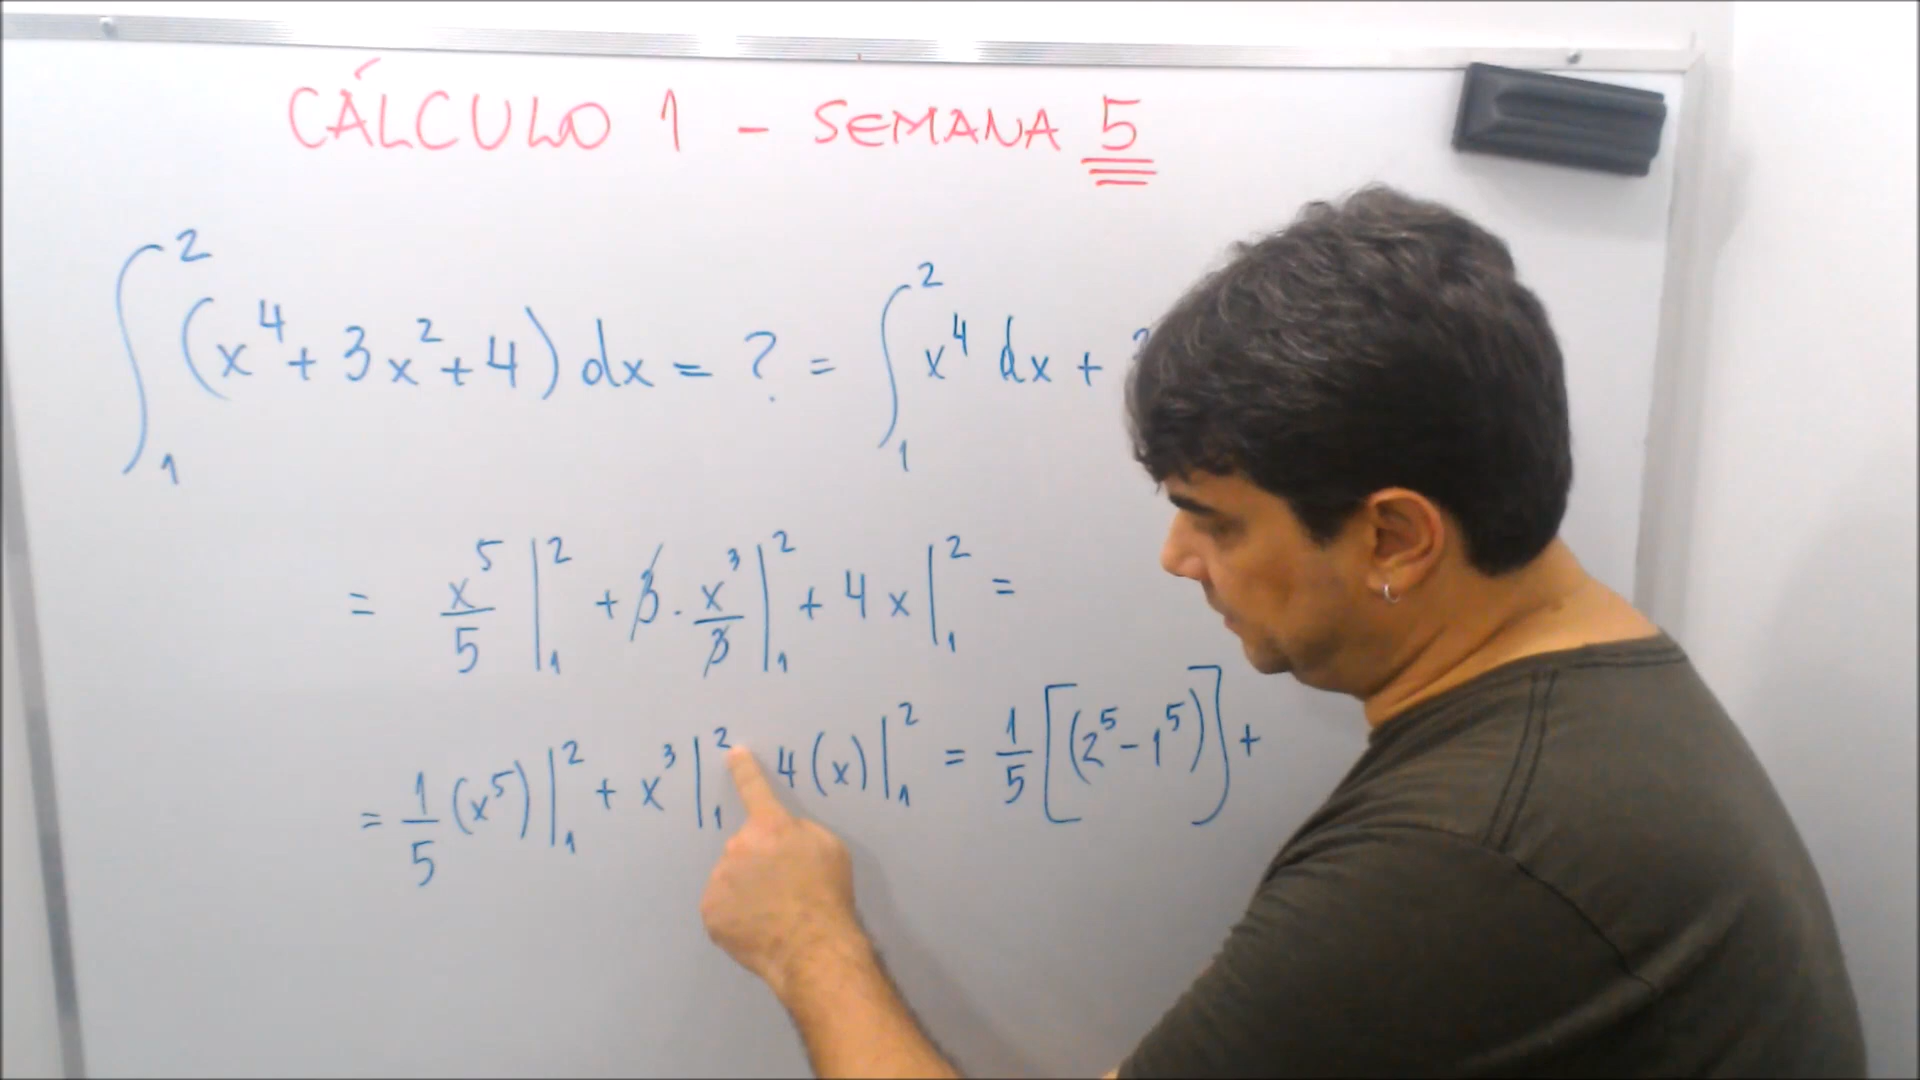 CÁLCULO 1 - SEMANA 5
∫₁² (x⁴ + 3x² + 4) dx = ? = ∫₁² x⁴ dx +
= x⁵/5 |₁² + 3 · x³/3 |₁² + 4x |₁² =
= 1/5 (x⁵) |₁² + x³ |₁² 4(x) |₁² = 1/5 [(2⁵ - 1⁵)] +